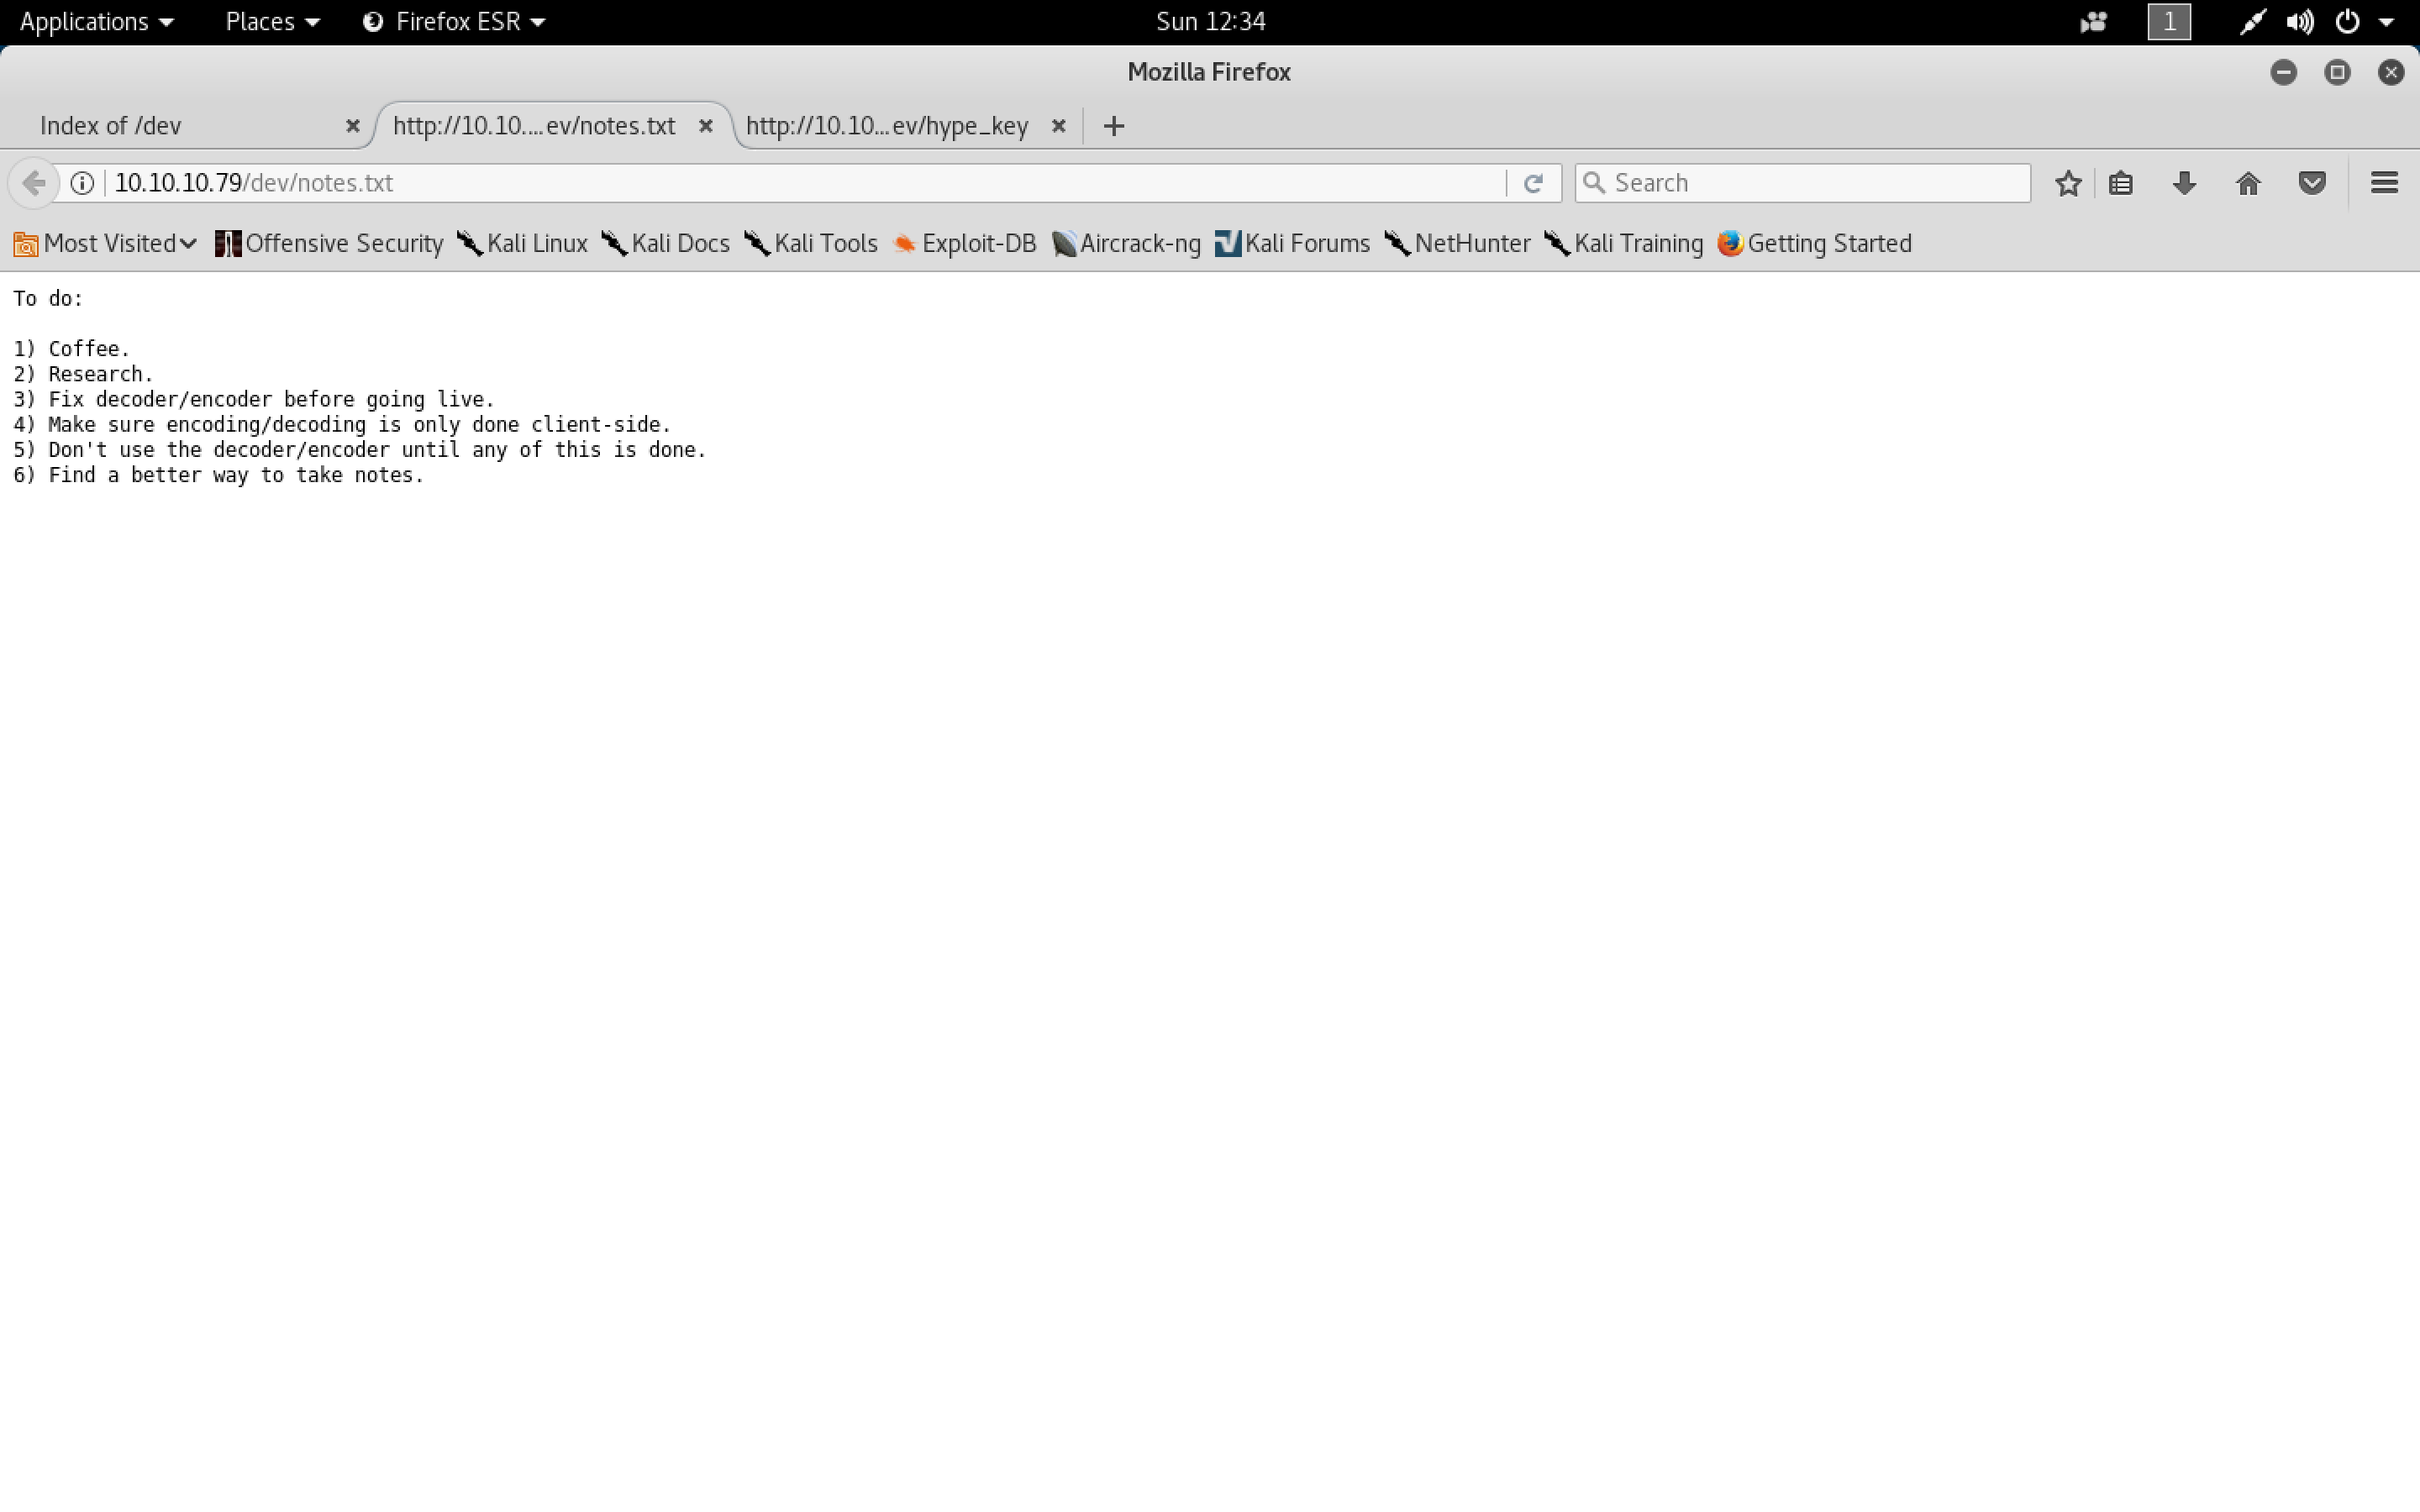 Applications Places Firefox ESR Sun 12:34 1
Mozilla Firefox
Index of /dev http://10.10....ev/notes.txt http://10.10...ev/hype_key
10.10.10.79/dev/notes.txt Search
Most Visited Offensive Security Kali Linux Kali Docs Kali Tools Exploit-DB Aircrack-ng Kali Forums NetHunter Kali Training Getting Started
To do:
1) Coffee.
2) Research.
3) Fix decoder/encoder before going live.
4) Make sure encoding/decoding is only done client-side.
5) Don't use the decoder/encoder until any of this is done.
6) Find a better way to take notes.